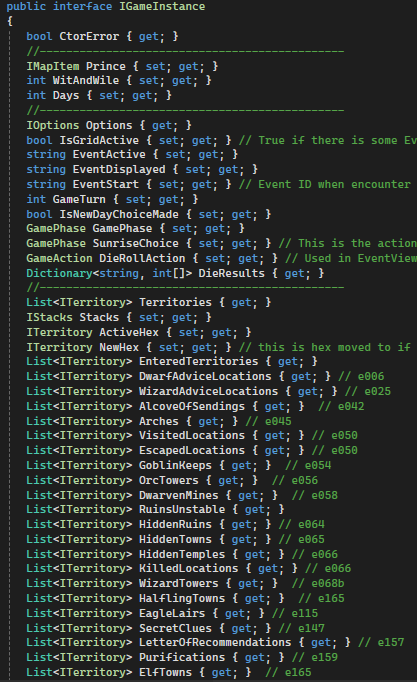 public interface IGameInstance
{
bool CtorError { get; }
//----------------------------------------------
IMapItem Prince { set; get; }
int WitAndWile { set; get; }
int Days { set; get; }
//----------------------------------------------
IOptions Options { get; }
bool IsGridActive { set; get; } // True if there is some Ev
string EventActive { set; get; }
string EventDisplayed { set; get; }
string EventStart { set; get; } // Event ID when encounter
int GameTurn { set; get; }
bool IsNewDayChoiceMade { set; get; }
GamePhase GamePhase { set; get; }
GamePhase SunriseChoice { set; get; } // This is the action
GameAction DieRollAction { set; get; } // Used in EventView
Dictionary<string, int[]> DieResults { get; }
//----------------------------------------------
List<ITerritory> Territories { get; }
IStacks Stacks { set; get; }
ITerritory ActiveHex { set; get; }
ITerritory NewHex { set; get; } // this is hex moved to if
List<ITerritory> EnteredTerritories { get; }
List<ITerritory> DwarfAdviceLocations { get; } // e006
List<ITerritory> WizardAdviceLocations { get; } // e025
List<ITerritory> AlcoveOfSendings { get; }  // e042
List<ITerritory> Arches { get; } // e045
List<ITerritory> VisitedLocations { get; } // e050
List<ITerritory> EscapedLocations { get; } // e050
List<ITerritory> GoblinKeeps { get; }  // e054
List<ITerritory> OrcTowers { get; }  // e056
List<ITerritory> DwarvenMines { get; }  // e058
List<ITerritory> RuinsUnstable { get; }
List<ITerritory> HiddenRuins { get; } // e064
List<ITerritory> HiddenTowns { get; } // e065
List<ITerritory> HiddenTemples { get; } // e066
List<ITerritory> KilledLocations { get; } // e066
List<ITerritory> WizardTowers { get; }  // e068b
List<ITerritory> HalflingTowns { get; }  // e165
List<ITerritory> EagleLairs { get; } // e115
List<ITerritory> SecretClues { get; } // e147
List<ITerritory> LetterOfRecommendations { get; } // e157
List<ITerritory> Purifications { get; } // e159
List<ITerritory> ElfTowns { get; }  // e165